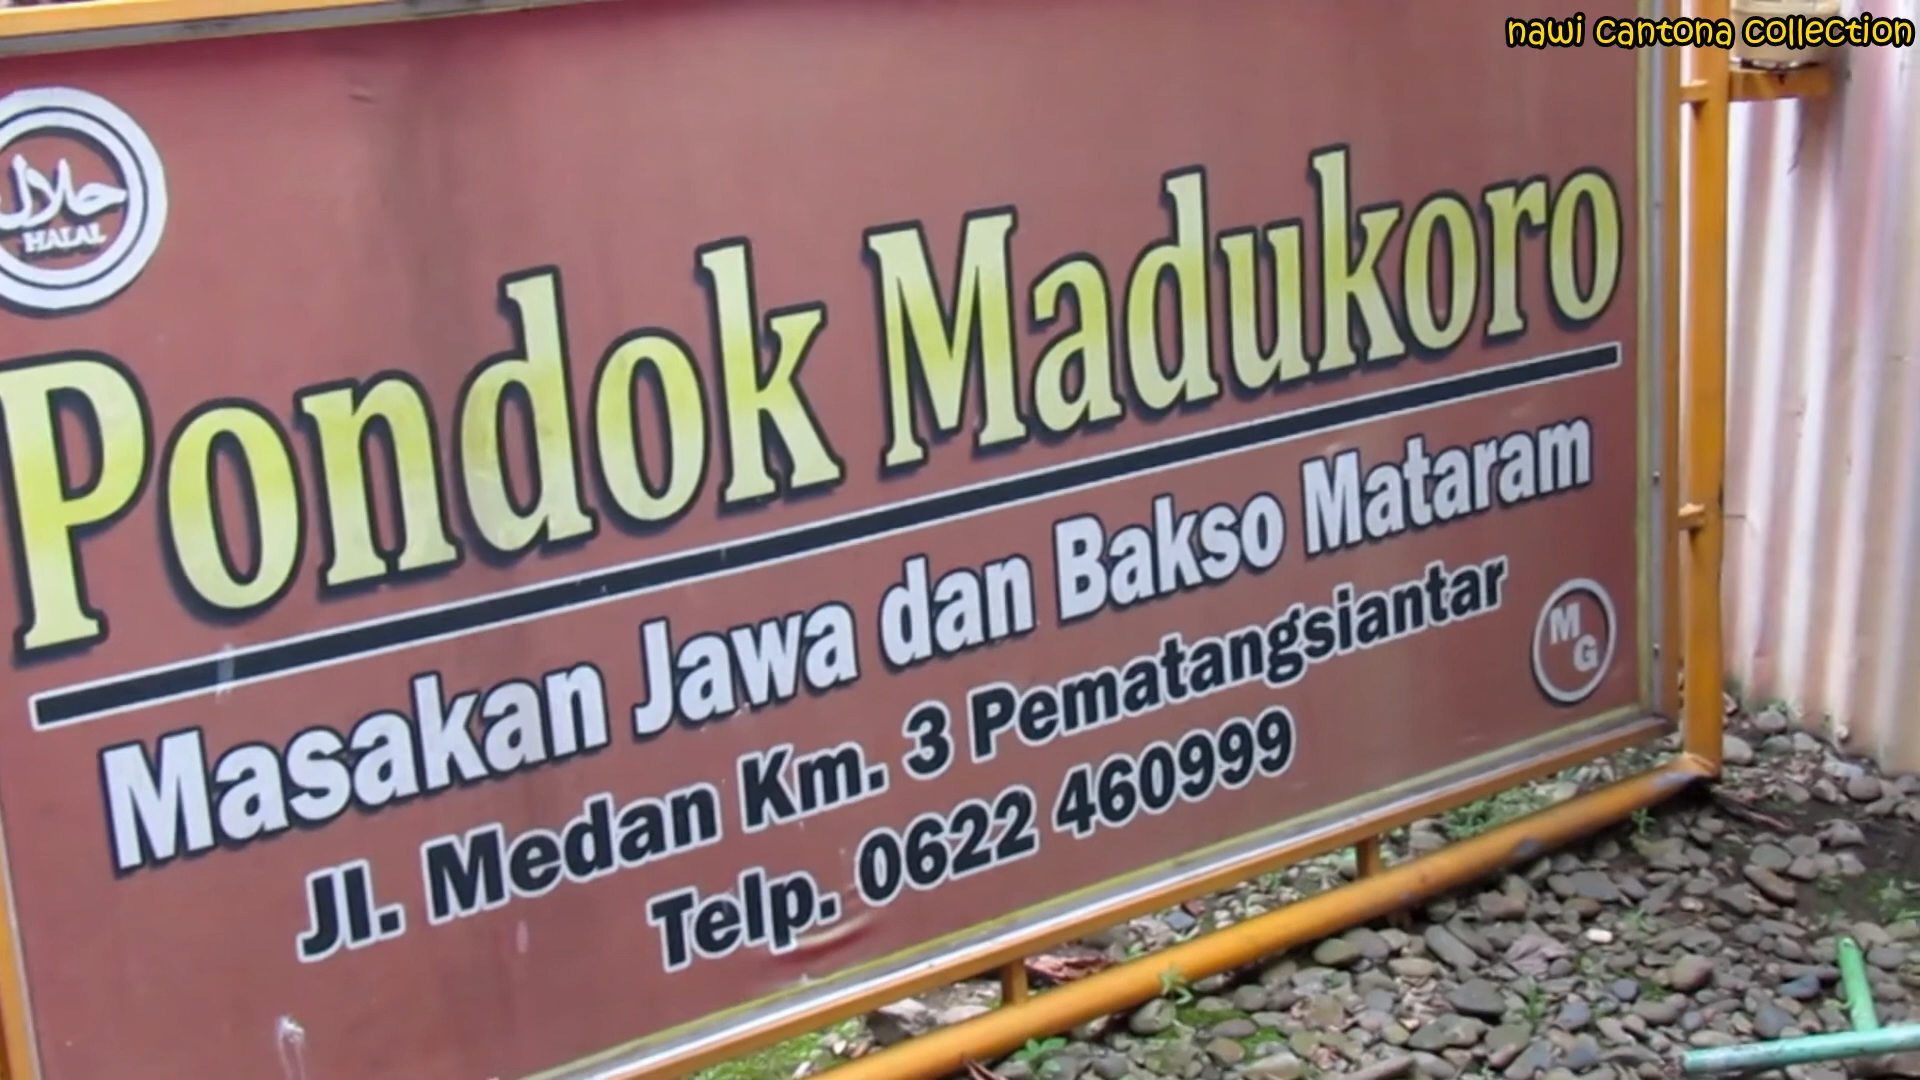 nawi cantona collection
حلال
HALAL
Pondok Madukoro
Masakan Jawa dan Bakso Mataram
Jl. Medan Km. 3 Pematangsiantar
Telp. 0622 460999
M
G